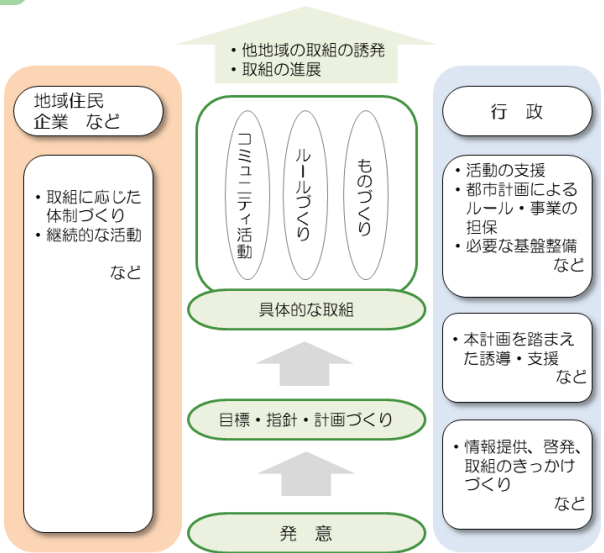 ・他地域の取組の誘発
・取組の進展
地域住民
企業　など
・取組に応じた
体制づくり
・継続的な活動
など
コミュニティ活動
ルールづくり
ものづくり
具体的な取組
目標・指針・計画づくり
発　意
行　政
・活動の支援
・都市計画による
ルール・事業の
担保
・必要な基盤整備
など
・本計画を踏まえ
た誘導・支援
など
・情報提供、啓発、
取組のきっかけ
づくり
など